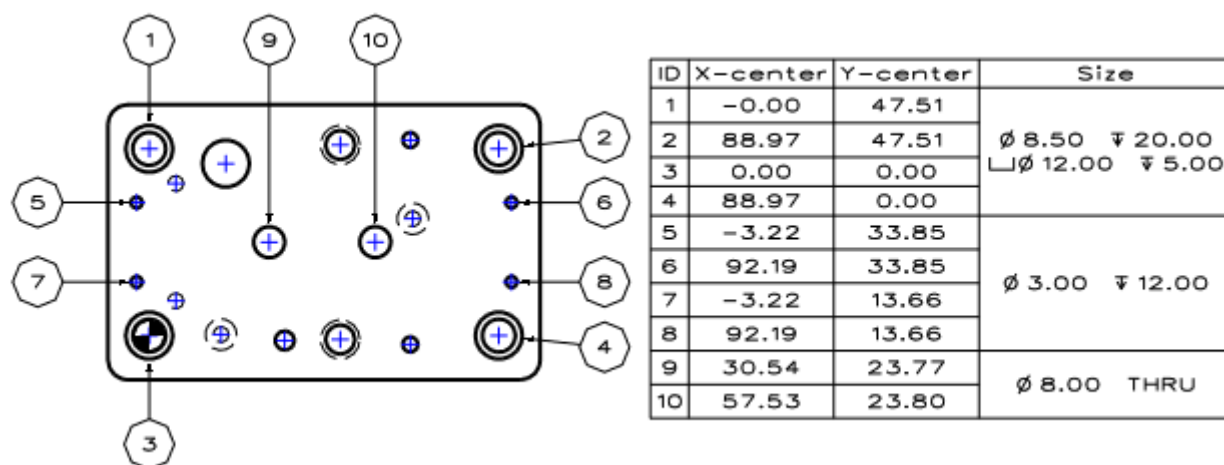 1 9 10
2
5 6
7 8
4
3
ID X-center Y-center Size
1 -0.00 47.51
2 88.97 47.51
3 0.00 0.00
4 88.97 0.00
⌀ 8.50 ↧ 20.00
⌴⌀ 12.00 ↧ 5.00
5 -3.22 33.85
6 92.19 33.85
7 -3.22 13.66
8 92.19 13.66
⌀ 3.00 ↧ 12.00
9 30.54 23.77
10 57.53 23.80
⌀ 8.00 THRU